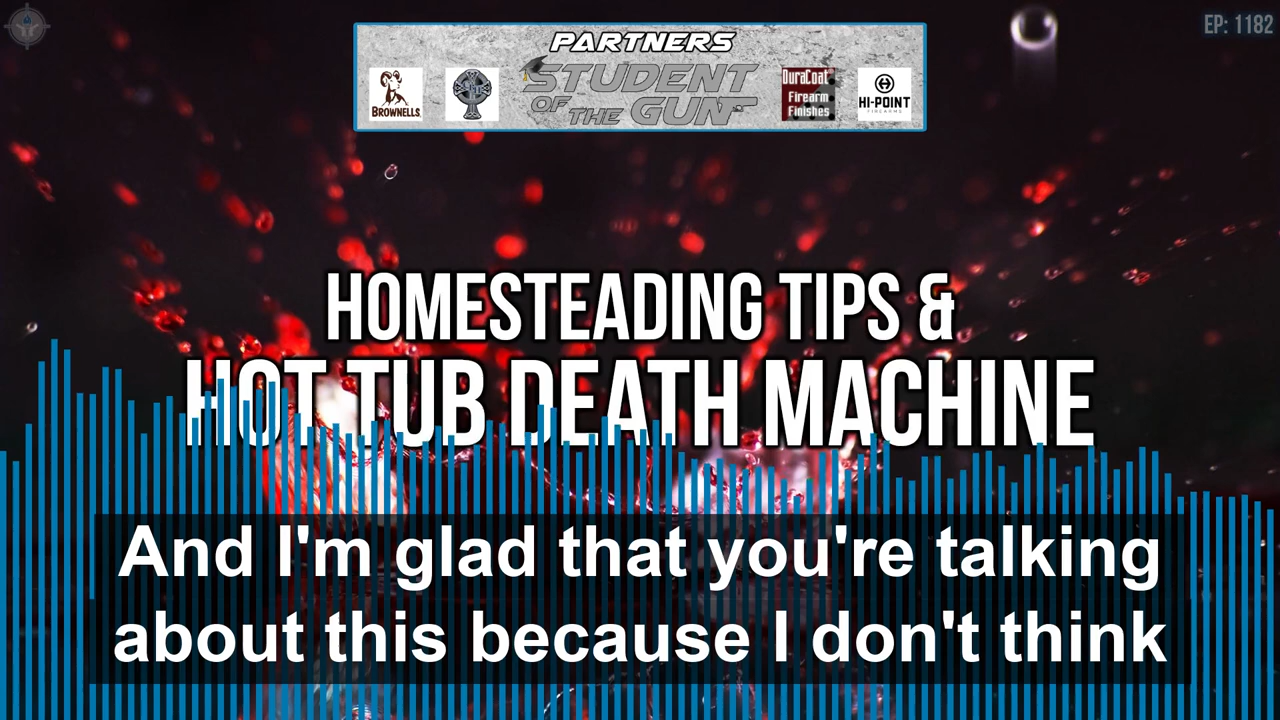 EP: 1182
PARTNERS
BROWNELLS
STUDENT
OF THE GUN
DuraCoat
Firearm
Finishes
HI-POINT
FIREARMS
HOMESTEADING TIPS &
HOT TUB DEATH MACHINE
And I'm glad that you're talking
about this because I don't think